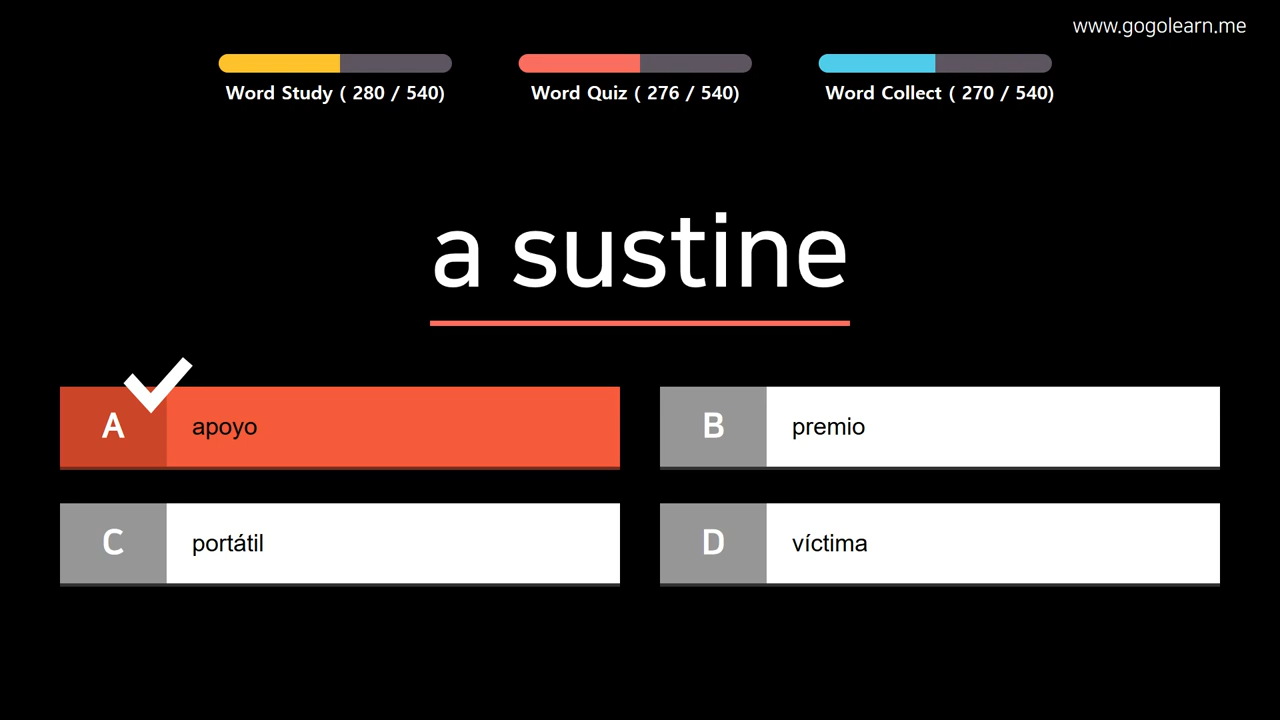 www.gogolearn.me
Word Study ( 280 / 540)
Word Quiz ( 276 / 540)
Word Collect ( 270 / 540)
a sustine
A apoyo
B premio
C portátil
D víctima